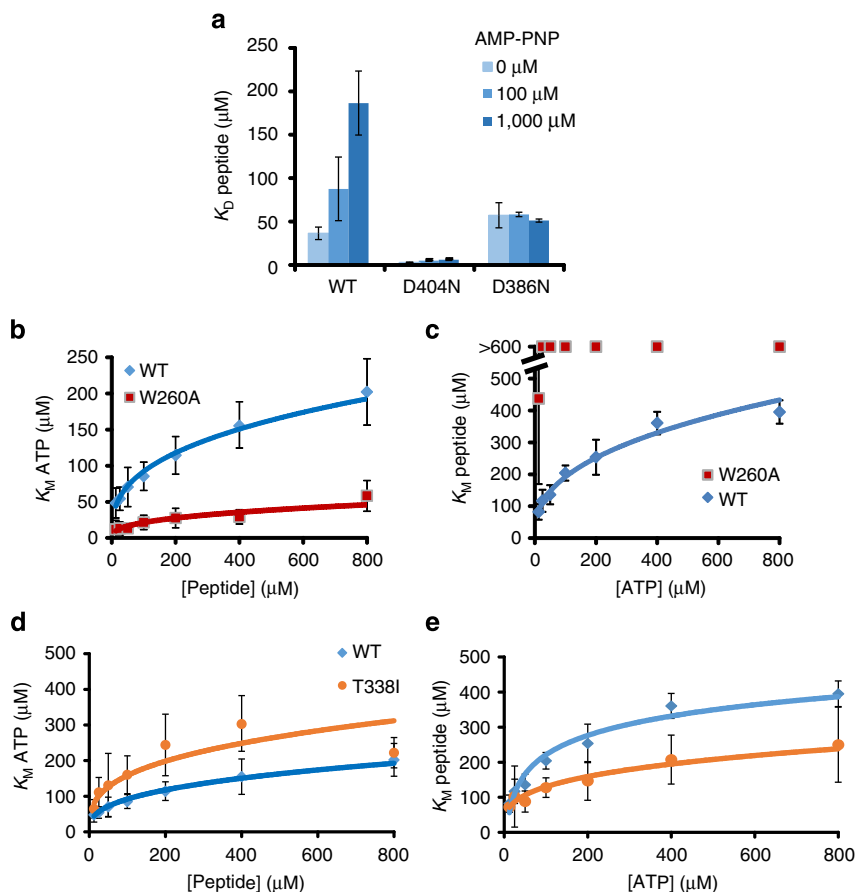 a
AMP-PNP
0 μM
100 μM
1,000 μM
K_D peptide (μM)
250
200
150
100
50
0
WT
D404N
D386N
b
WT
W260A
K_M ATP (μM)
250
200
150
100
50
0
0
200
400
600
800
[Peptide] (μM)
c
>600
500
400
300
200
100
0
K_M peptide (μM)
W260A
WT
0
200
400
600
800
[ATP] (μM)
d
WT
T338I
K_M ATP (μM)
500
400
300
200
100
0
0
200
400
600
800
[Peptide] (μM)
e
K_M peptide (μM)
500
400
300
200
100
0
0
200
400
600
800
[ATP] (μM)